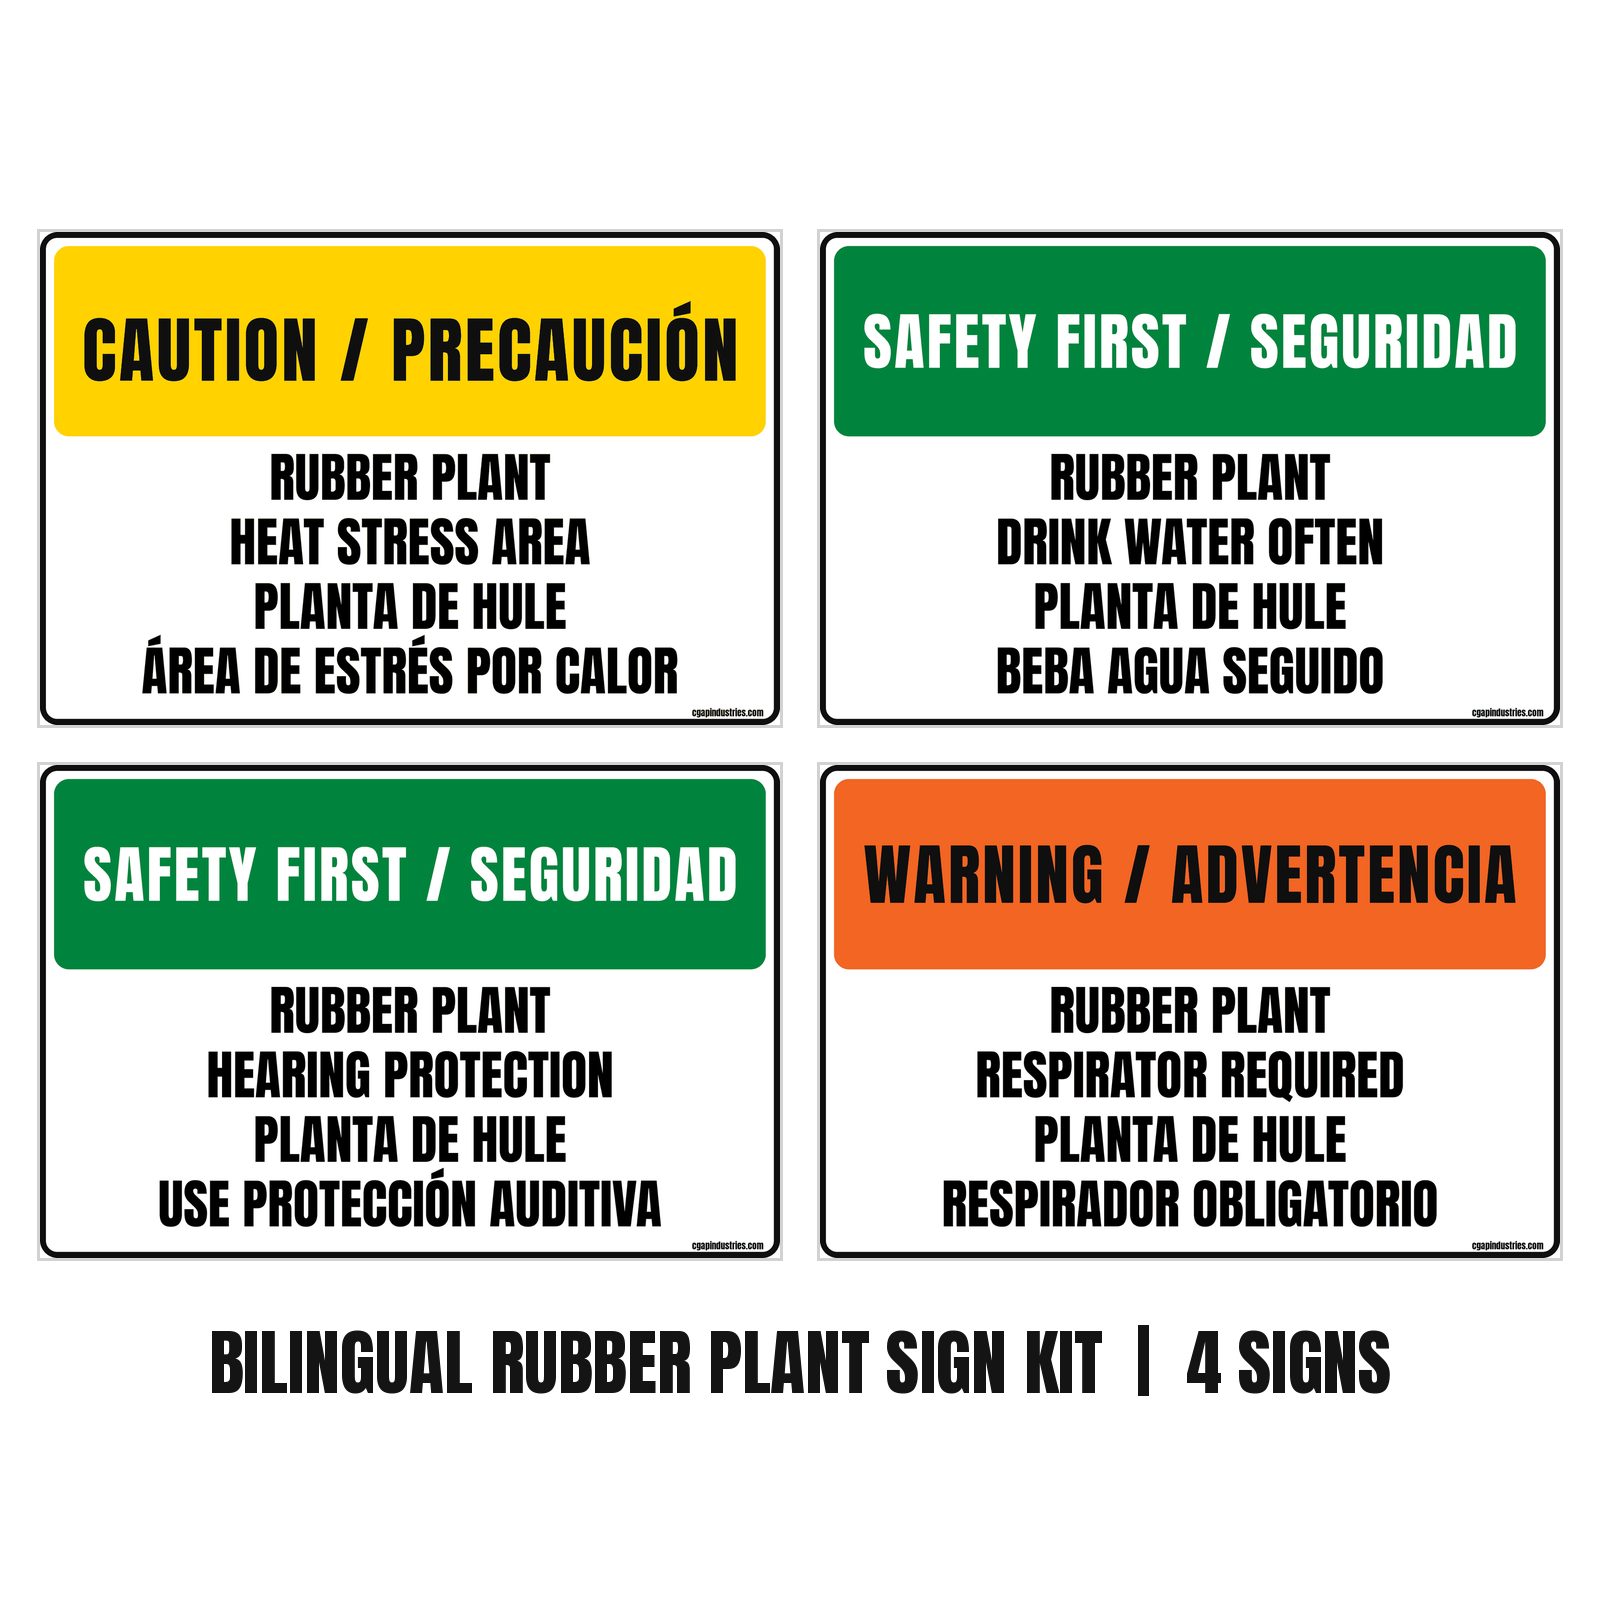 CAUTION / PRECAUCIÓN
RUBBER PLANT
HEAT STRESS AREA
PLANTA DE HULE
ÁREA DE ESTRÉS POR CALOR
cgapindustries.com
SAFETY FIRST / SEGURIDAD
RUBBER PLANT
DRINK WATER OFTEN
PLANTA DE HULE
BEBA AGUA SEGUIDO
cgapindustries.com
SAFETY FIRST / SEGURIDAD
RUBBER PLANT
HEARING PROTECTION
PLANTA DE HULE
USE PROTECCIÓN AUDITIVA
cgapindustries.com
WARNING / ADVERTENCIA
RUBBER PLANT
RESPIRATOR REQUIRED
PLANTA DE HULE
RESPIRADOR OBLIGATORIO
cgapindustries.com
BILINGUAL RUBBER PLANT SIGN KIT | 4 SIGNS